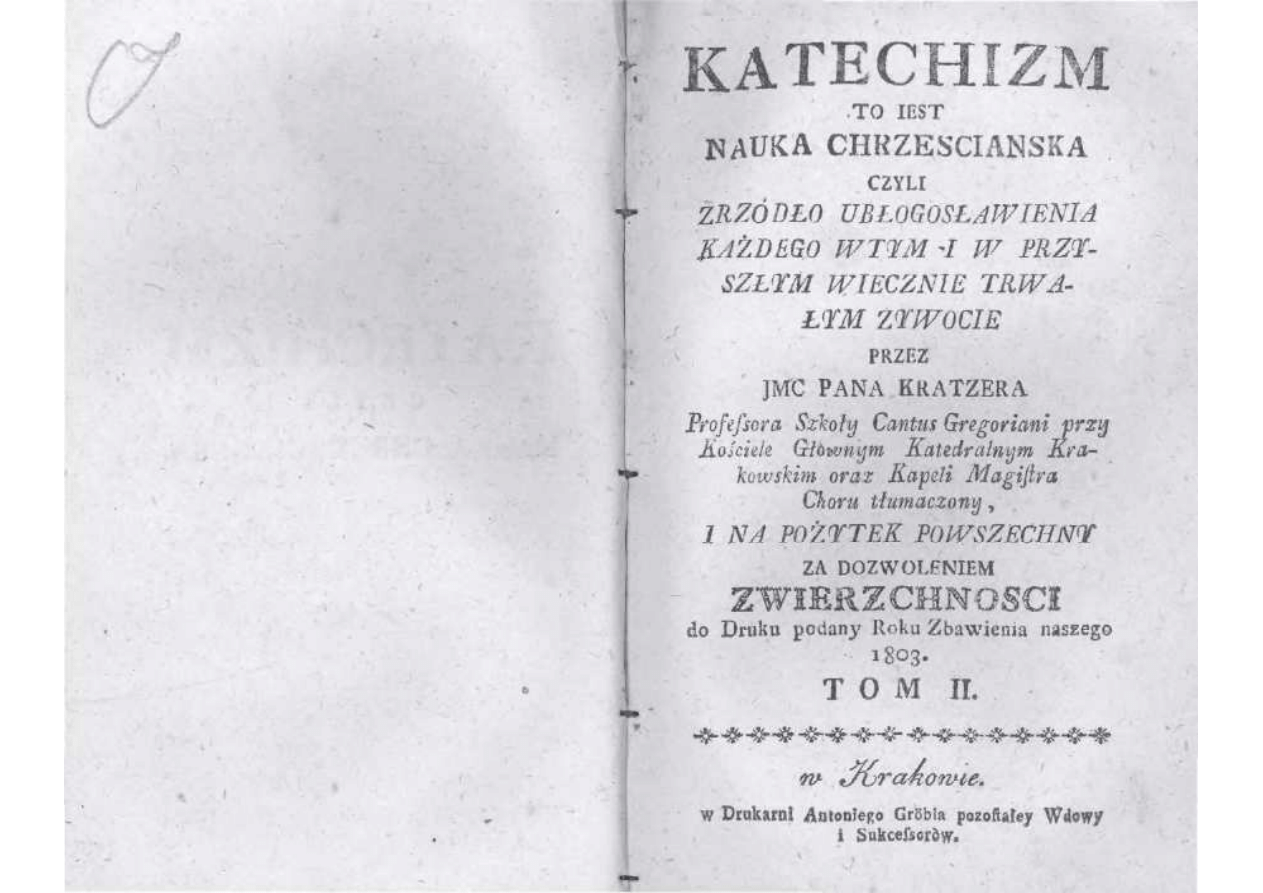 KATECHIZM
TO IEST
NAUKA CHRZESCIANSKA
CZYLI
ZRZÓDŁO UBŁOGOSŁAWIENIA
KAŻDEGO WTYM I W PRZY-
SZŁYM WIECZNIE TRWA-
ŁYM ZYWOCIE
PRZEZ
JMC PANA KRATZERA
Profeſsora Szkoły Cantus Gregoriani przy
Kościele Głównym Katedralnym Kra-
kowskim oraz Kapeli Magiſtra
Choru tłumaczony,
I NA POŻYTEK POWSZECHNY
ZA DOZWOLENIEM
ZWIERZCHNOSCI
do Druku podany Roku Zbawienia naszego
1803.
TOM II.
w Krakowie.
w Drukarni Antoniego Gröbla pozoſtałey Wdowy
i Sukceſsorów.